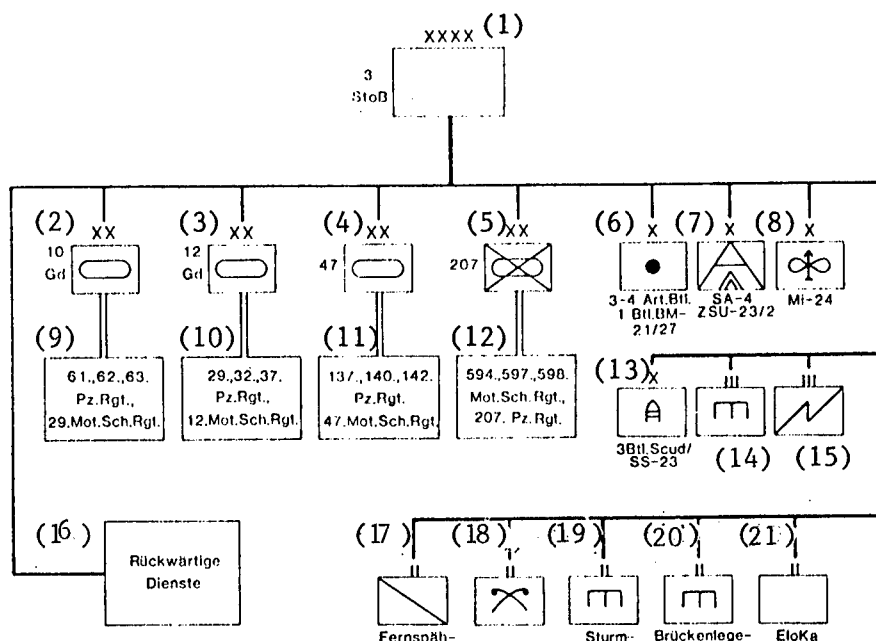 XXXX (1)
3
Stoß
(2) XX
10
Gd
(3) XX
12
Gd
(4) XX
47
(5) XX
207
(6) X
3-4 Art.Btl.
1 Btl.BM-
21/27
(7) X
SA-4
ZSU-23/2
(8) X
Mi-24
(9)
61.,62.,63.
Pz.Rgt.,
29.Mot.Sch.Rgt.
(10)
29.,32.,37.
Pz.Rgt.,
12.Mot.Sch.Rgt.
(11)
137.,140.,142.
Pz.Rgt.
47.Mot.Sch.Rgt.
(12)
594.,597.,598.
Mot.Sch.Rgt.,
207. Pz.Rgt.
(13) X
3Btl.Scud/
SS-23
III
(14)
III
(15)
(16
Rückwärtige
Dienste
(17)
II
Fernspäh-
(18)
II
(19)
II
Sturm-
(20)
II
Brückenlege-
(21)
II
EloKa